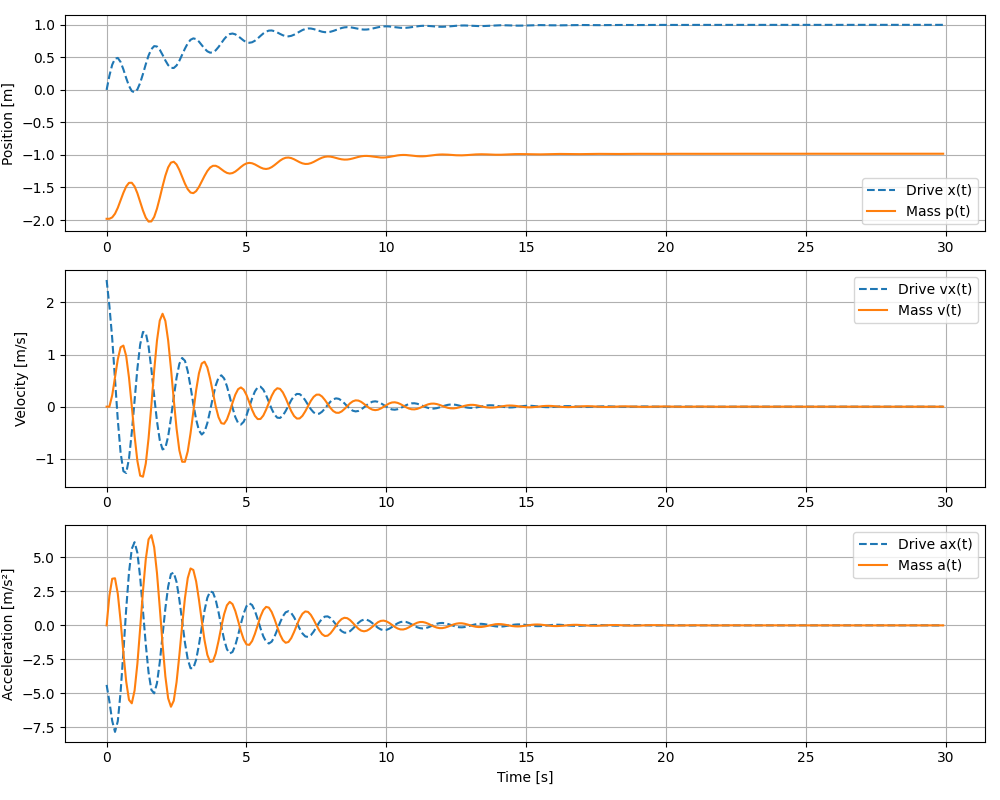 1.0
0.5
0.0
−0.5
−1.0
−1.5
−2.0
Position [m]
Drive x(t)
Mass p(t)
0 5 10 15 20 25 30
2
1
0
−1
Velocity [m/s]
Drive vx(t)
Mass v(t)
0 5 10 15 20 25 30
5.0
2.5
0.0
−2.5
−5.0
−7.5
Acceleration [m/s²]
Drive ax(t)
Mass a(t)
0 5 10 15 20 25 30
Time [s]